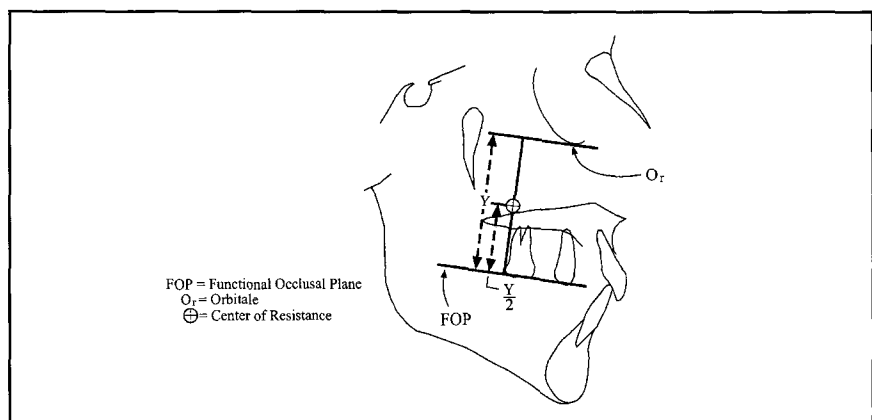 Or
Y
FOP = Functional Occlusal Plane
Or = Orbitale
⊕ = Center of Resistance
Y
2
FOP